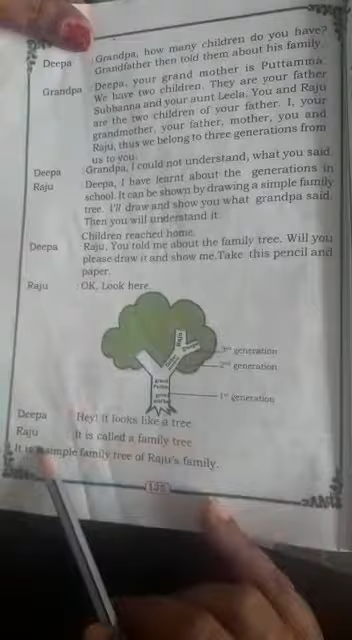 Deepa : Grandpa, how many children do you have?
Grandfather then told them about his family.
Grandpa : Deepa, your grand mother is Puttamma.
We have two children. They are your father
Subbanna and your aunt Leela. You and Raju
are the two children of your father. I, your
grandmother, your father, mother, you and
Raju, thus we belong to three generations from
us to you.
Deepa : Grandpa, I could not understand, what you said.
Raju : Deepa, I have learnt about the generations in
school. It can be shown by drawing a simple family
tree. I'll draw and show you what grandpa said.
Then you will understand it.
Children reached home.
Deepa : Raju, You told me about the family tree. Will you
please draw it and show me. Take this pencil and
paper.
Raju : OK, Look here.
Raju
3rd generation
2nd generation
grand
father
grand
mother
1st generation
Deepa : Hey! It looks like a tree
Raju : It is called a family tree
It is a simple family tree of Raju's family.